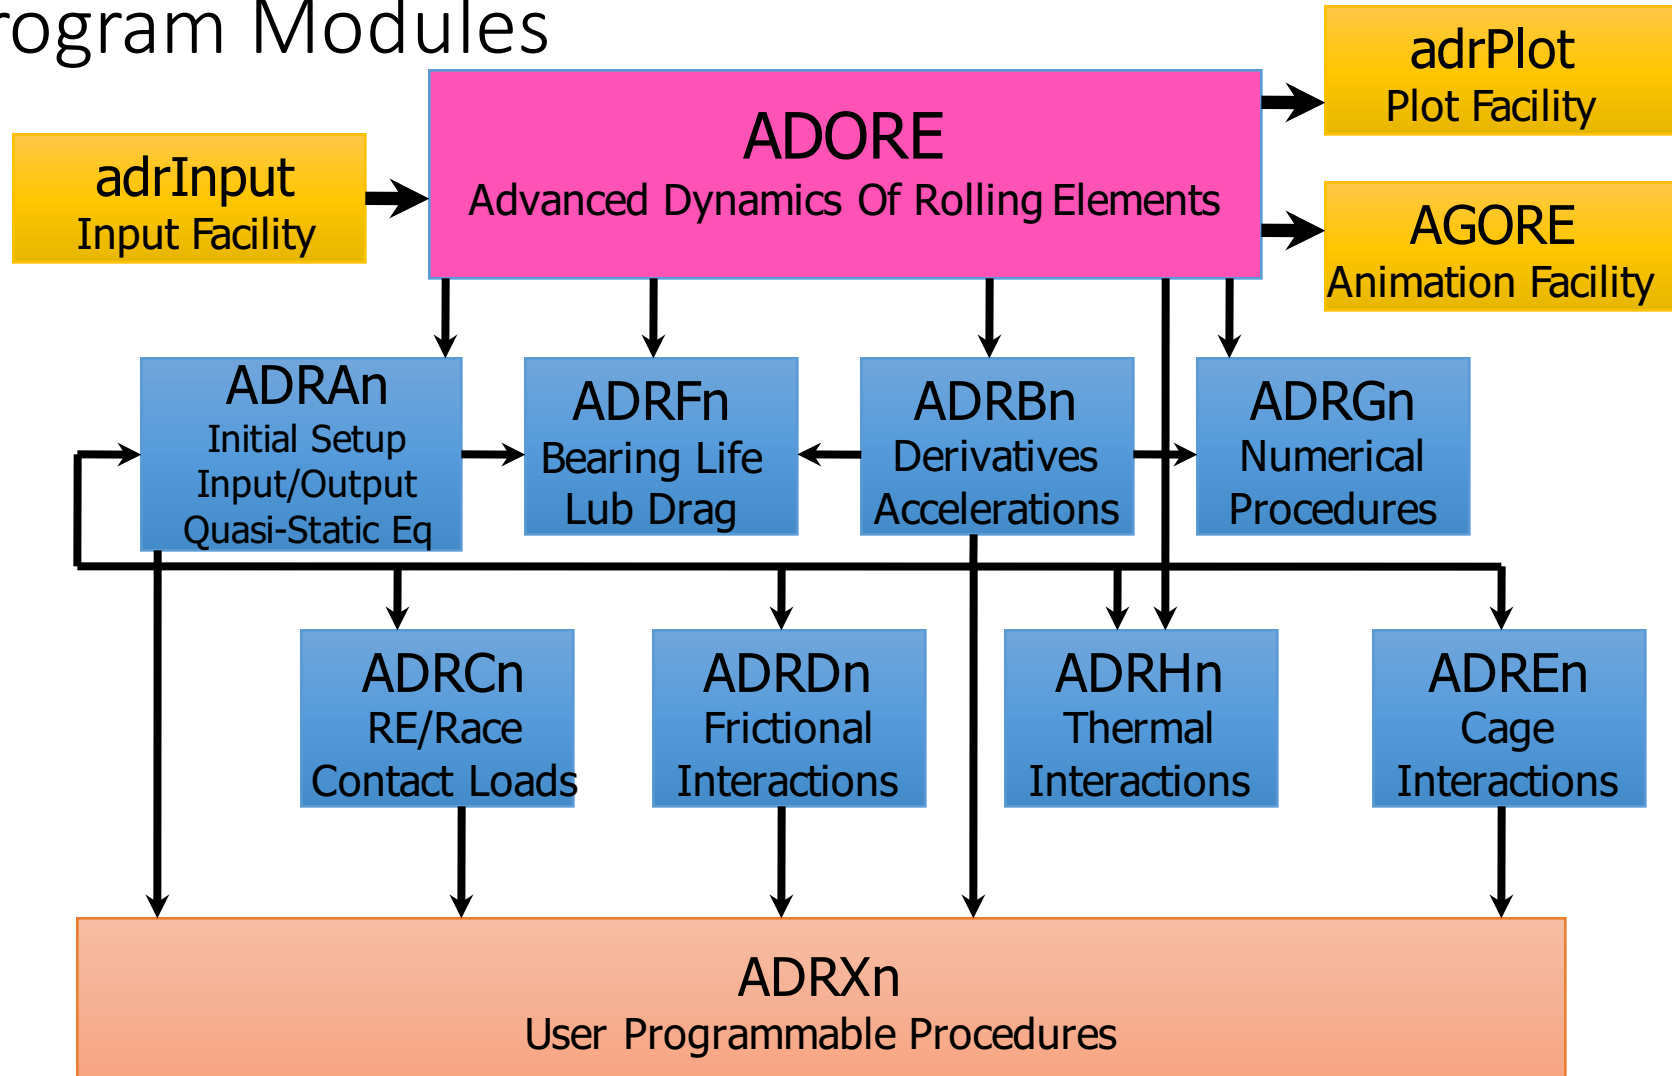 rogram Modules
adrPlot
Plot Facility
ADORE
Advanced Dynamics Of Rolling Elements
adrInput
Input Facility
AGORE
Animation Facility
ADRAn
Initial Setup
Input/Output
Quasi-Static Eq
ADRFn
Bearing Life
Lub Drag
ADRBn
Derivatives
Accelerations
ADRGn
Numerical
Procedures
ADRCn
RE/Race
Contact Loads
ADRDn
Frictional
Interactions
ADRHn
Thermal
Interactions
ADREn
Cage
Interactions
ADRXn
User Programmable Procedures